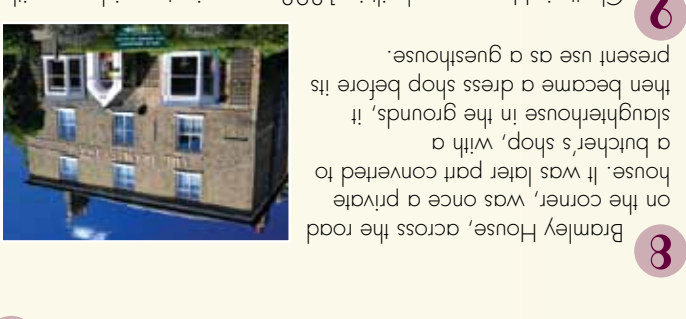 8
Bramley House, across the road
on the corner, was once a private
house. It was later part converted to
a butcher's shop, with a
slaughterhouse in the grounds, it
then became a dress shop before its
present use as a guesthouse.
9